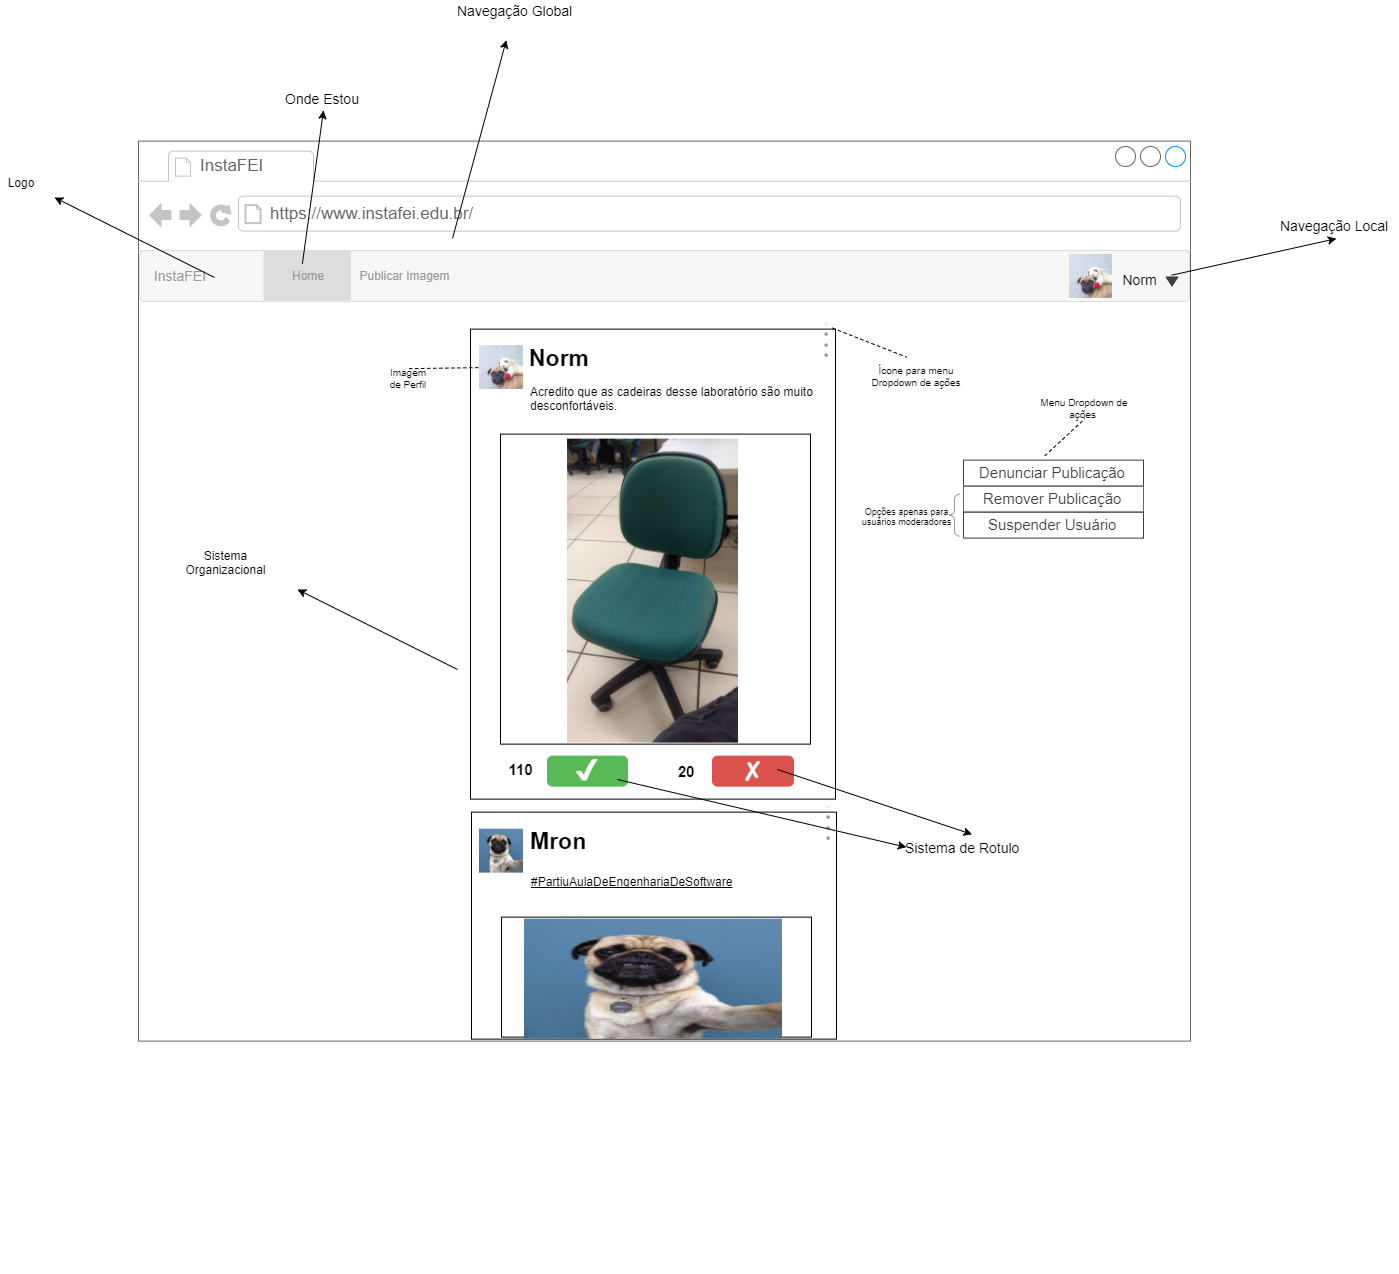 Navegação Global
Onde Estou
InstaFEI
Logo
https://www.instafei.edu.br/
Navegação Local
InstaFEI
Home
Publicar Imagem
Norm
Norm
Imagem
de Perfil
Acredito que as cadeiras desse laboratório são muito
desconfortáveis.
Ícone para menu
Dropdown de ações
Menu Dropdown de
ações
Denunciar Publicação
Remover Publicação
Suspender Usuário
Opções apenas para
usuários moderadores
Sistema
Organizacional
110
20
Mron
Sistema de Rotulo
#PartiuAulaDeEngenhariaDeSoftware